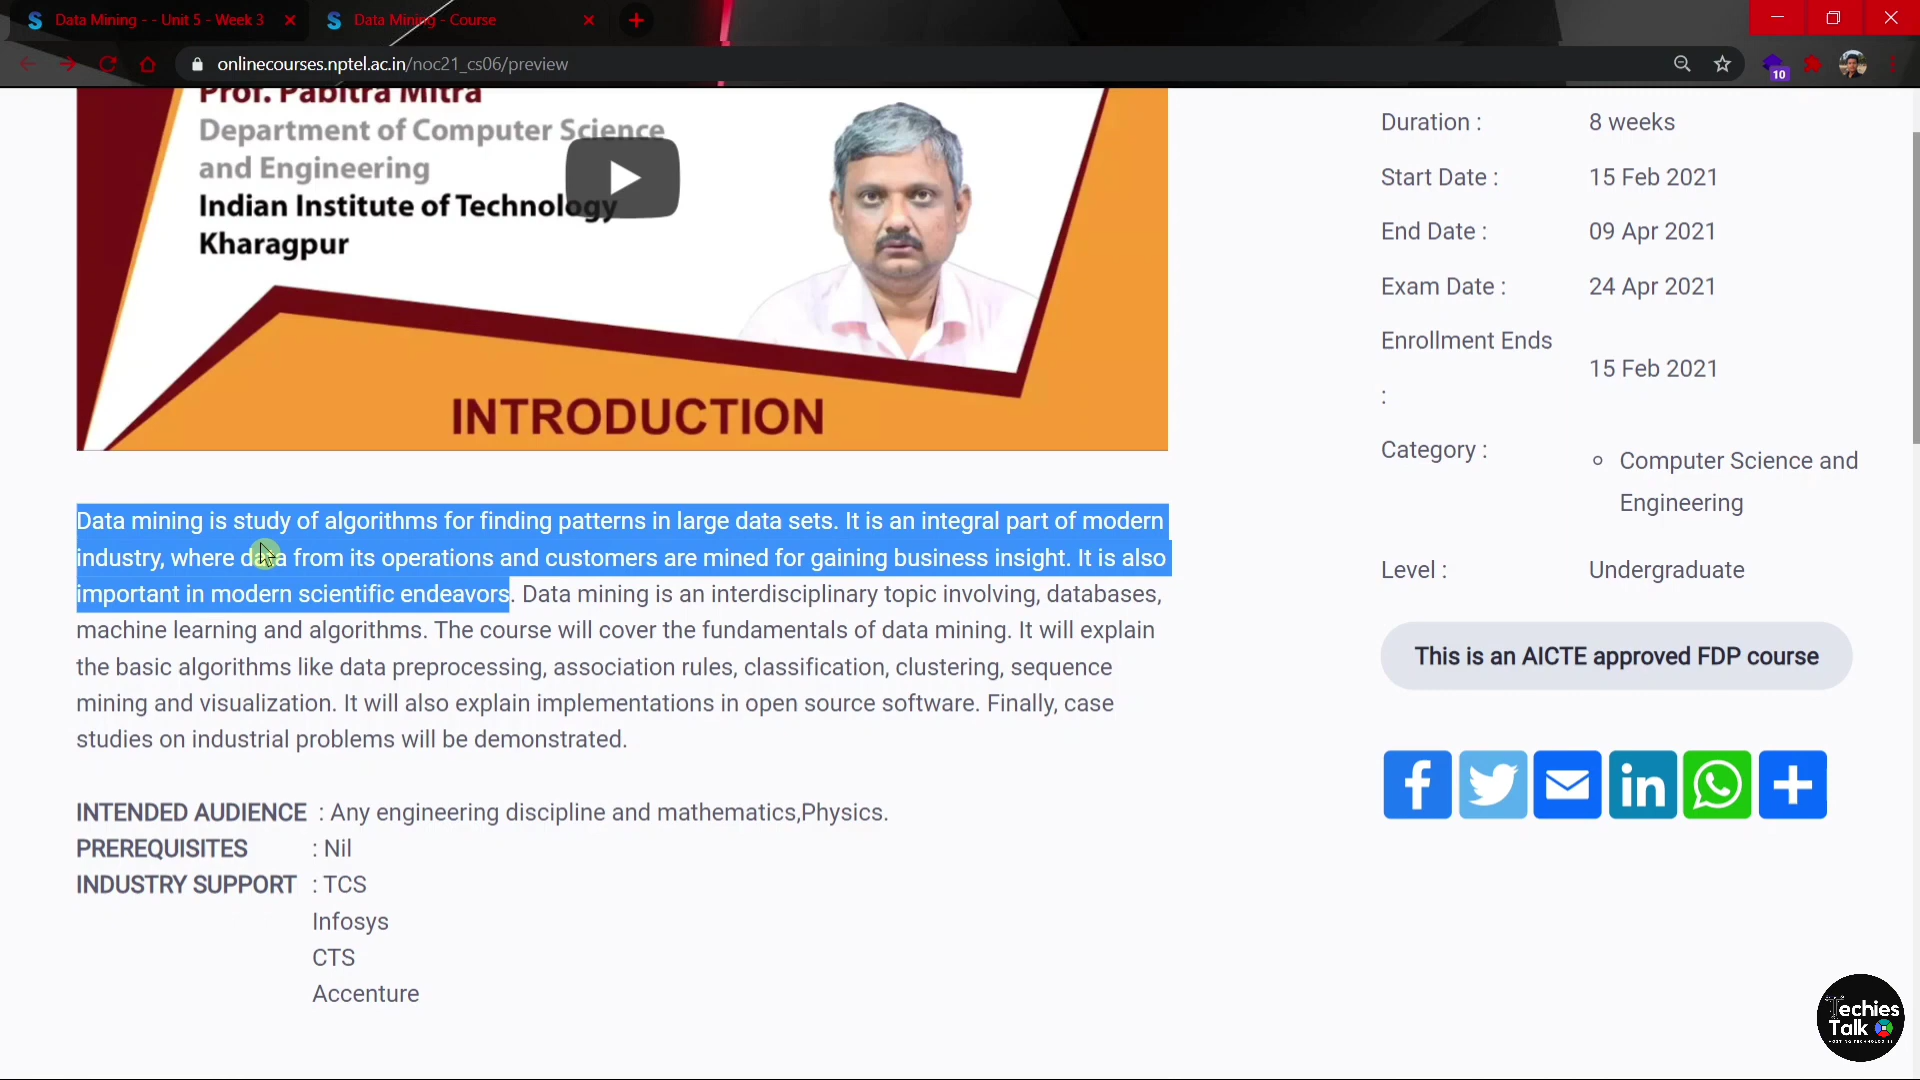 Data Mining - - Unit 5 - Week 3
Data Mining - Course
onlinecourses.nptel.ac.in/noc21_cs06/preview
10
Prof. Pabitra Mitra
Department of Computer Science
and Engineering
Indian Institute of Technology
Kharagpur
INTRODUCTION
Data mining is study of algorithms for finding patterns in large data sets. It is an integral part of modern
industry, where data from its operations and customers are mined for gaining business insight. It is also
important in modern scientific endeavors. Data mining is an interdisciplinary topic involving, databases,
machine learning and algorithms. The course will cover the fundamentals of data mining. It will explain
the basic algorithms like data preprocessing, association rules, classification, clustering, sequence
mining and visualization. It will also explain implementations in open source software. Finally, case
studies on industrial problems will be demonstrated.
INTENDED AUDIENCE : Any engineering discipline and mathematics,Physics.
PREREQUISITES : Nil
INDUSTRY SUPPORT : TCS
Infosys
CTS
Accenture
Duration : 8 weeks
Start Date : 15 Feb 2021
End Date : 09 Apr 2021
Exam Date : 24 Apr 2021
Enrollment Ends
: 15 Feb 2021
Category : Computer Science and
Engineering
Level : Undergraduate
This is an AICTE approved FDP course
Techies
Talk